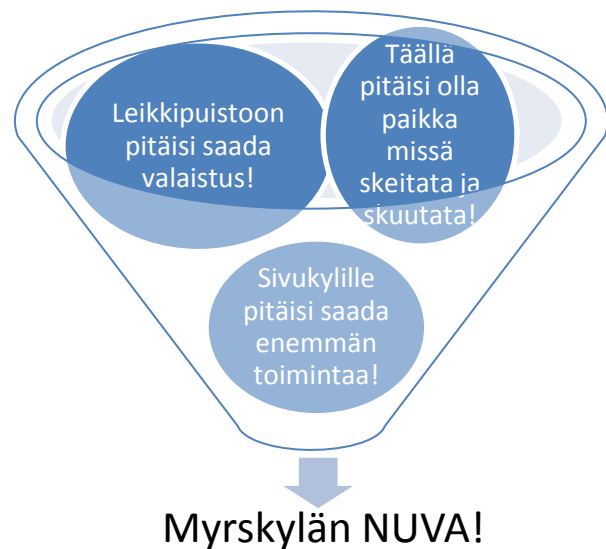 Leikkipuistoon
pitäisi saada
valaistus!
Täällä
pitäisi olla
paikka
missä
skeitata ja
skuutata!
Sivukylille
pitäisi saada
enemmän
toimintaa!
Myrskylän NUVA!